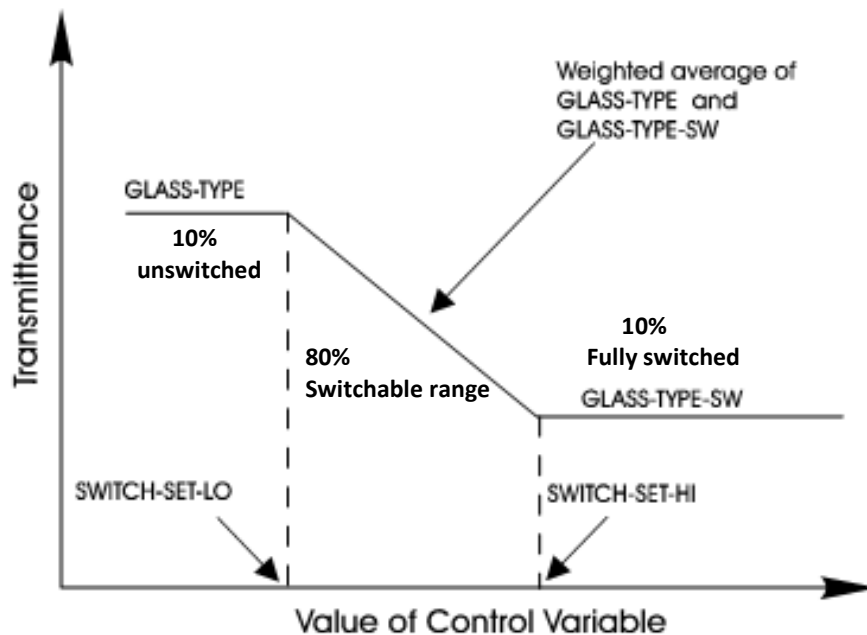 Weighted average of
GLASS-TYPE and
GLASS-TYPE-SW
GLASS-TYPE
10%
unswitched
80%
Switchable range
10%
Fully switched
GLASS-TYPE-SW
SWITCH-SET-LO
SWITCH-SET-HI
Transmittance
Value of Control Variable